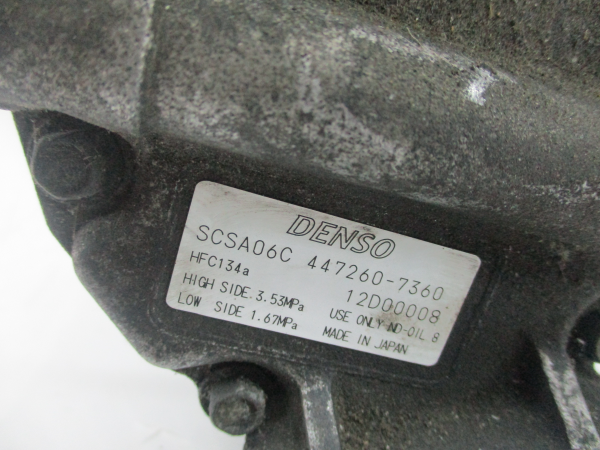 DENSO
SCSA06C 447260-7360
HFC134a 12D00008
HIGH SIDE 3.53MPa USE ONLY ND-OIL 8
LOW SIDE 1.67MPa MADE IN JAPAN